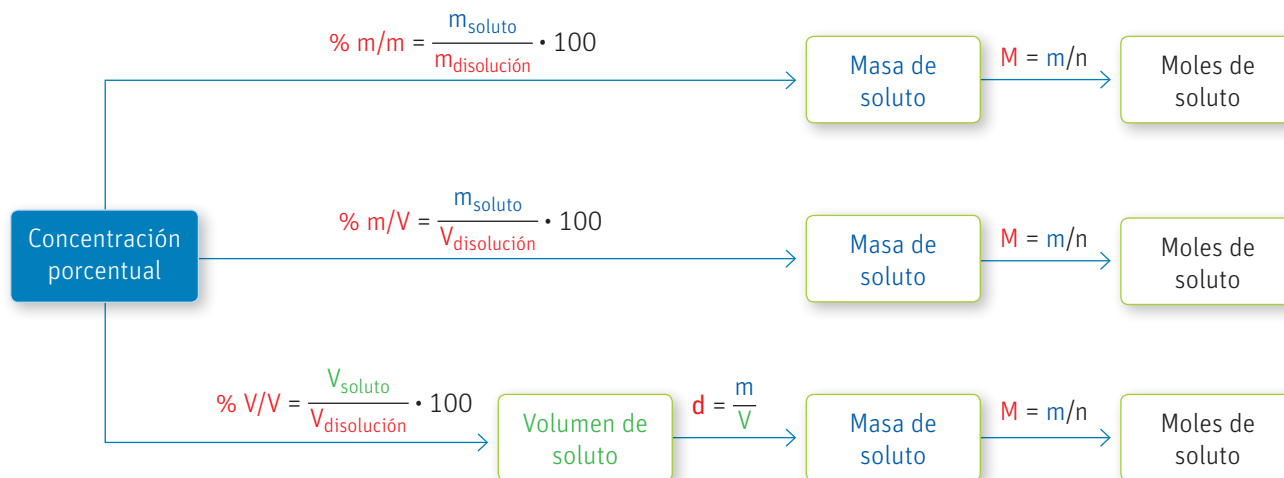 % m/m = m_soluto / m_disolución • 100
Masa de
soluto
M = m/n
Moles de
soluto
Concentración
porcentual
% m/V = m_soluto / V_disolución • 100
Masa de
soluto
M = m/n
Moles de
soluto
% V/V = V_soluto / V_disolución • 100
Volumen de
soluto
d = m / V
Masa de
soluto
M = m/n
Moles de
soluto